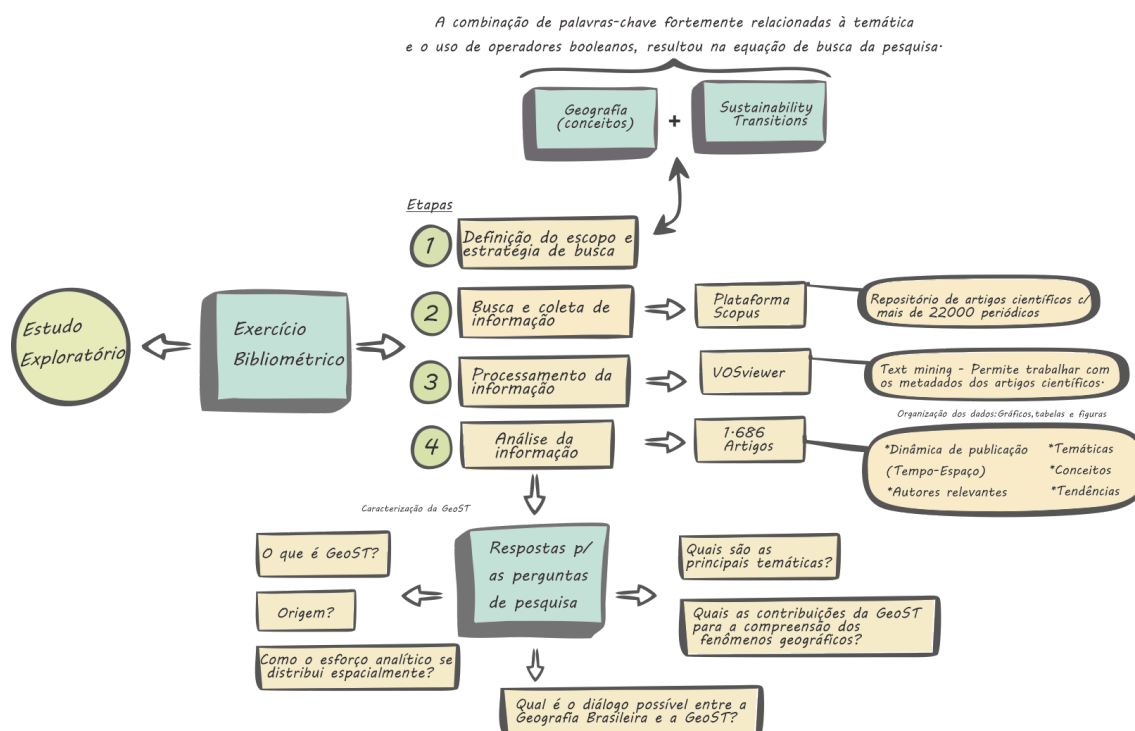 A combinação de palavras-chave fortemente relacionadas à temática
e o uso de operadores booleanos, resultou na equação de busca da pesquisa.
Geografia
(conceitos)
+
Sustainability
Transitions
Etapas
1
Definição do escopo e
estratégia de busca
2
Busca e coleta de
informação
Plataforma
Scopus
Repositório de artigos científicos c/
mais de 22000 periódicos
Estudo
Exploratório
Exercício
Bibliométrico
3
Processamento da
informação
VOSviewer
Text mining - Permite trabalhar com
os metadados dos artigos científicos.
4
Análise da
informação
1.686
Artigos
Organização dos dados:Gráficos,tabelas e figuras
*Dinâmica de publicação
(Tempo-Espaço)
*Autores relevantes
*Temáticas
*Conceitos
*Tendências
Caracterização da GeoST
O que é GeoST?
Origem?
Como o esforço analítico se
distribui espacialmente?
Respostas p/
as perguntas
de pesquisa
Quais são as
principais temáticas?
Quais as contribuições da GeoST
para a compreensão dos
fenômenos geográficos?
Qual é o diálogo possível entre a
Geografia Brasileira e a GeoST?